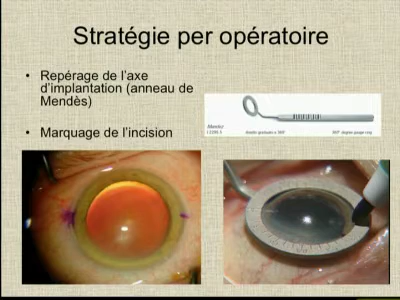 Stratégie per opératoire
• Repérage de l'axe
d'implantation (anneau de
Mendès)
• Marquage de l'incision